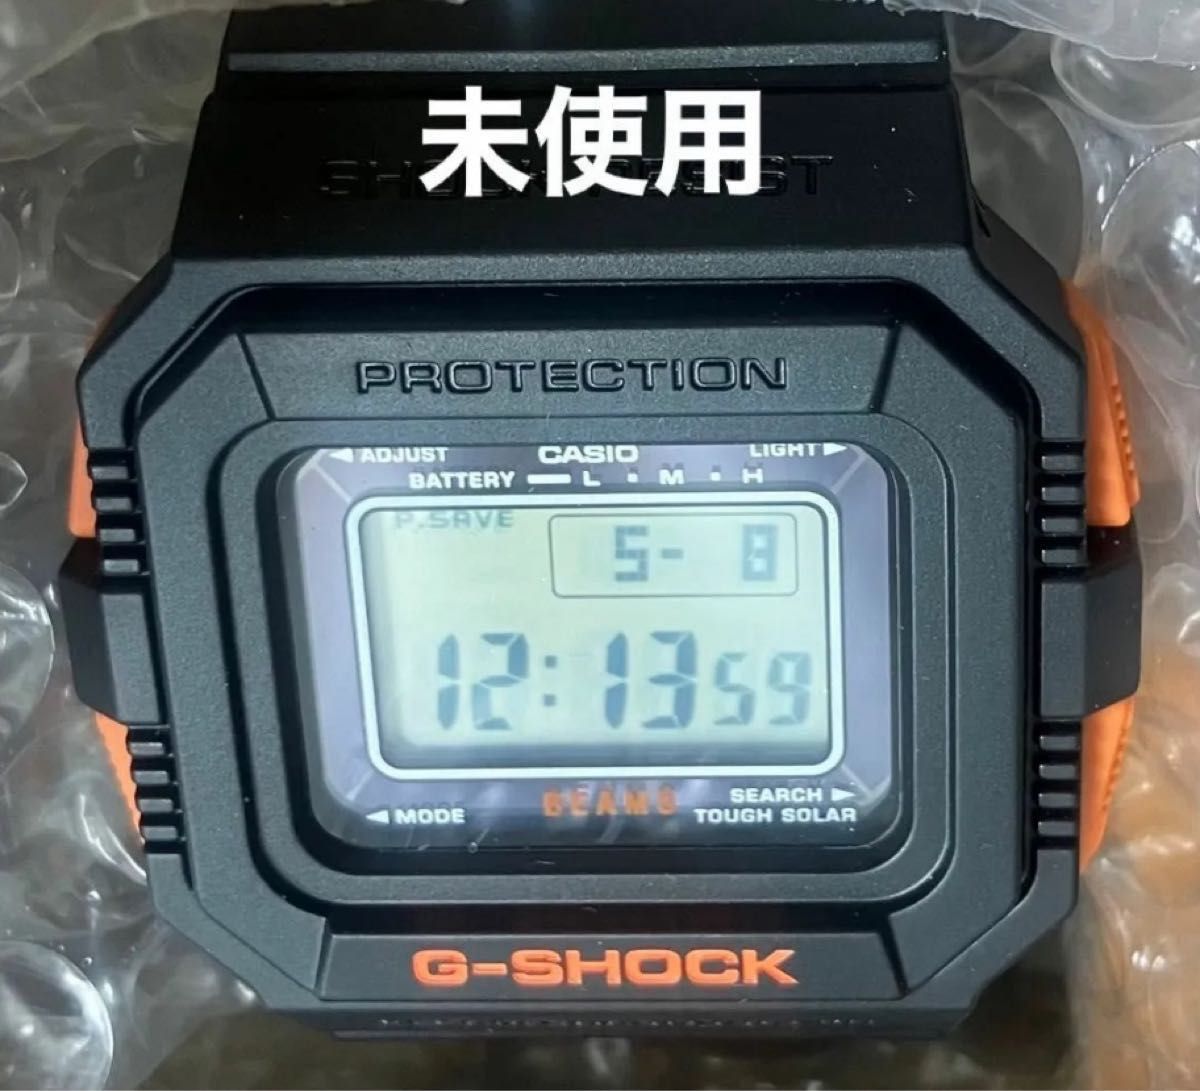 未使用
PROTECTION
ADJUST CASIO LIGHT
BATTERY L M H
P.SAVE
5- 8
12:13 59
BEAMS
SEARCH
MODE TOUGH SOLAR
G-SHOCK